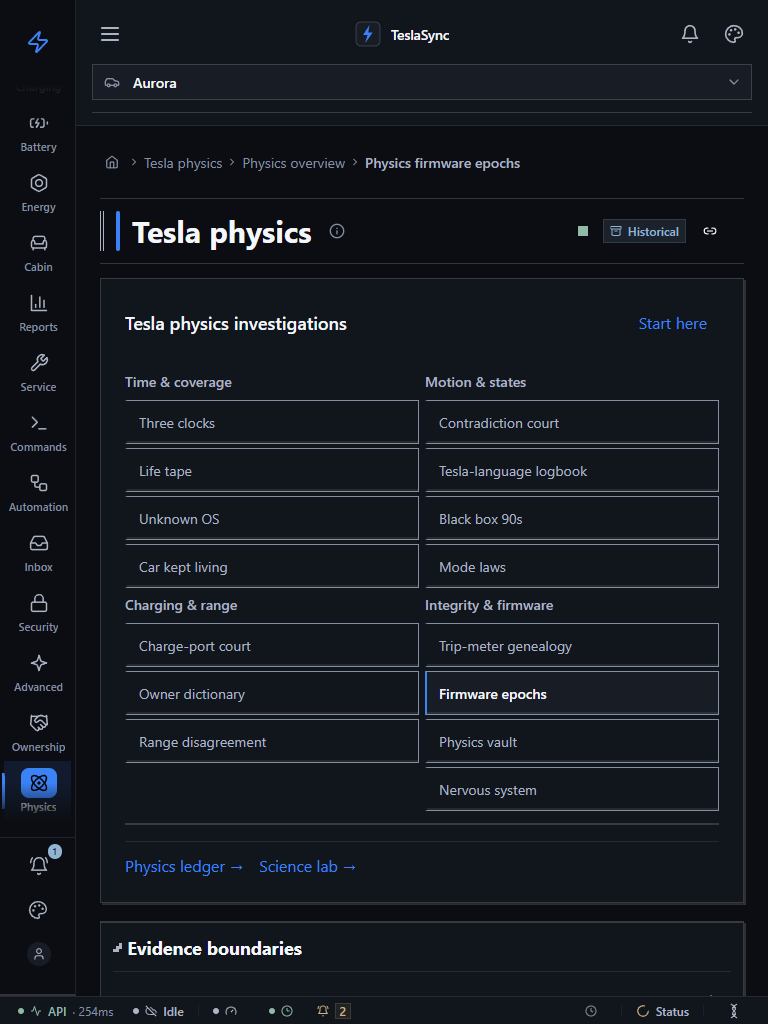 TeslaSync
Aurora
Charging
Battery
Energy
Cabin
Reports
Service
Commands
Automation
Inbox
Security
Advanced
Ownership
Physics
1
Tesla physics › Physics overview › Physics firmware epochs
Tesla physics
Historical
Tesla physics investigations
Start here
Time & coverage
Three clocks
Life tape
Unknown OS
Car kept living
Motion & states
Contradiction court
Tesla-language logbook
Black box 90s
Mode laws
Charging & range
Charge-port court
Owner dictionary
Range disagreement
Integrity & firmware
Trip-meter genealogy
Firmware epochs
Physics vault
Nervous system
Physics ledger → Science lab →
Evidence boundaries
API · 254ms Idle 2 Status